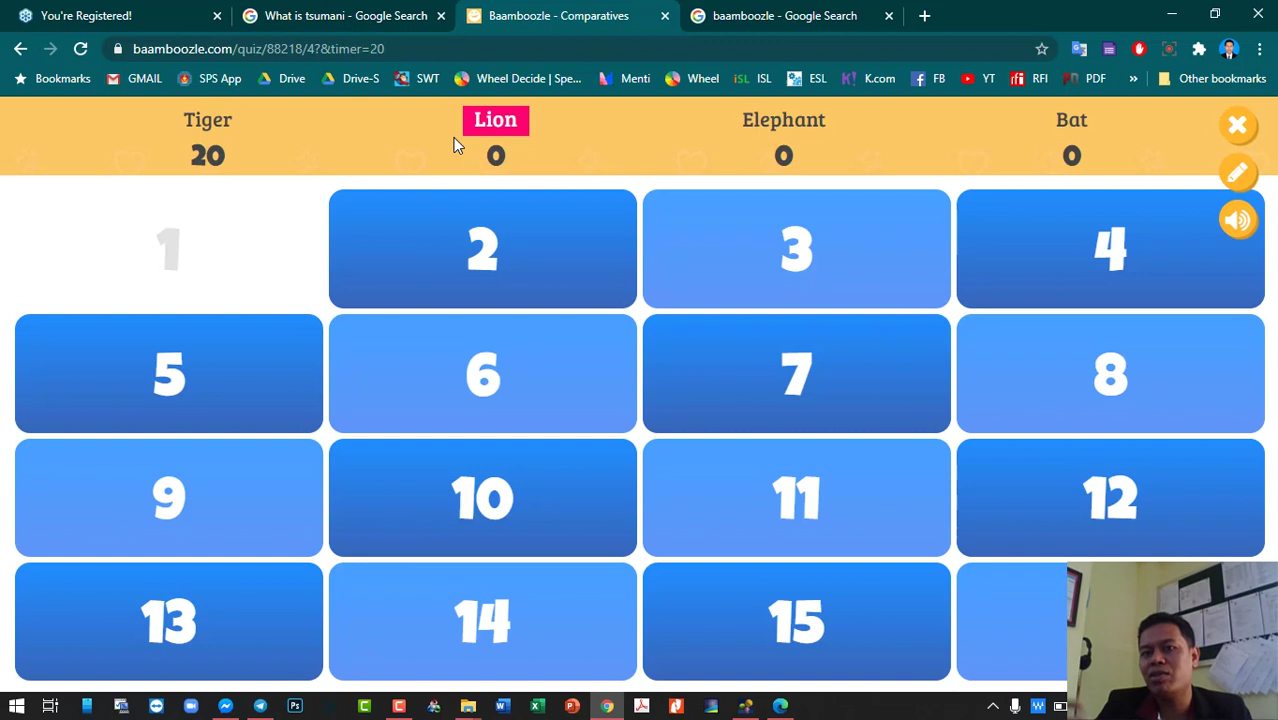 You're Registered!
What is tsumani - Google Search
Baamboozle - Comparatives
baamboozle - Google Search
baamboozle.com/quiz/88218/4?&timer=20
Bookmarks
GMAIL
SPS App
Drive
Drive-S
SWT
Wheel Decide | Spe...
Menti
Wheel
iSL ISL
ESL
K! K.com
FB
YT
rfi RFI
PDF
»
Other bookmarks
Tiger
Lion
Elephant
Bat
20
0
0
0
1
2
3
4
5
6
7
8
9
10
11
12
13
14
15